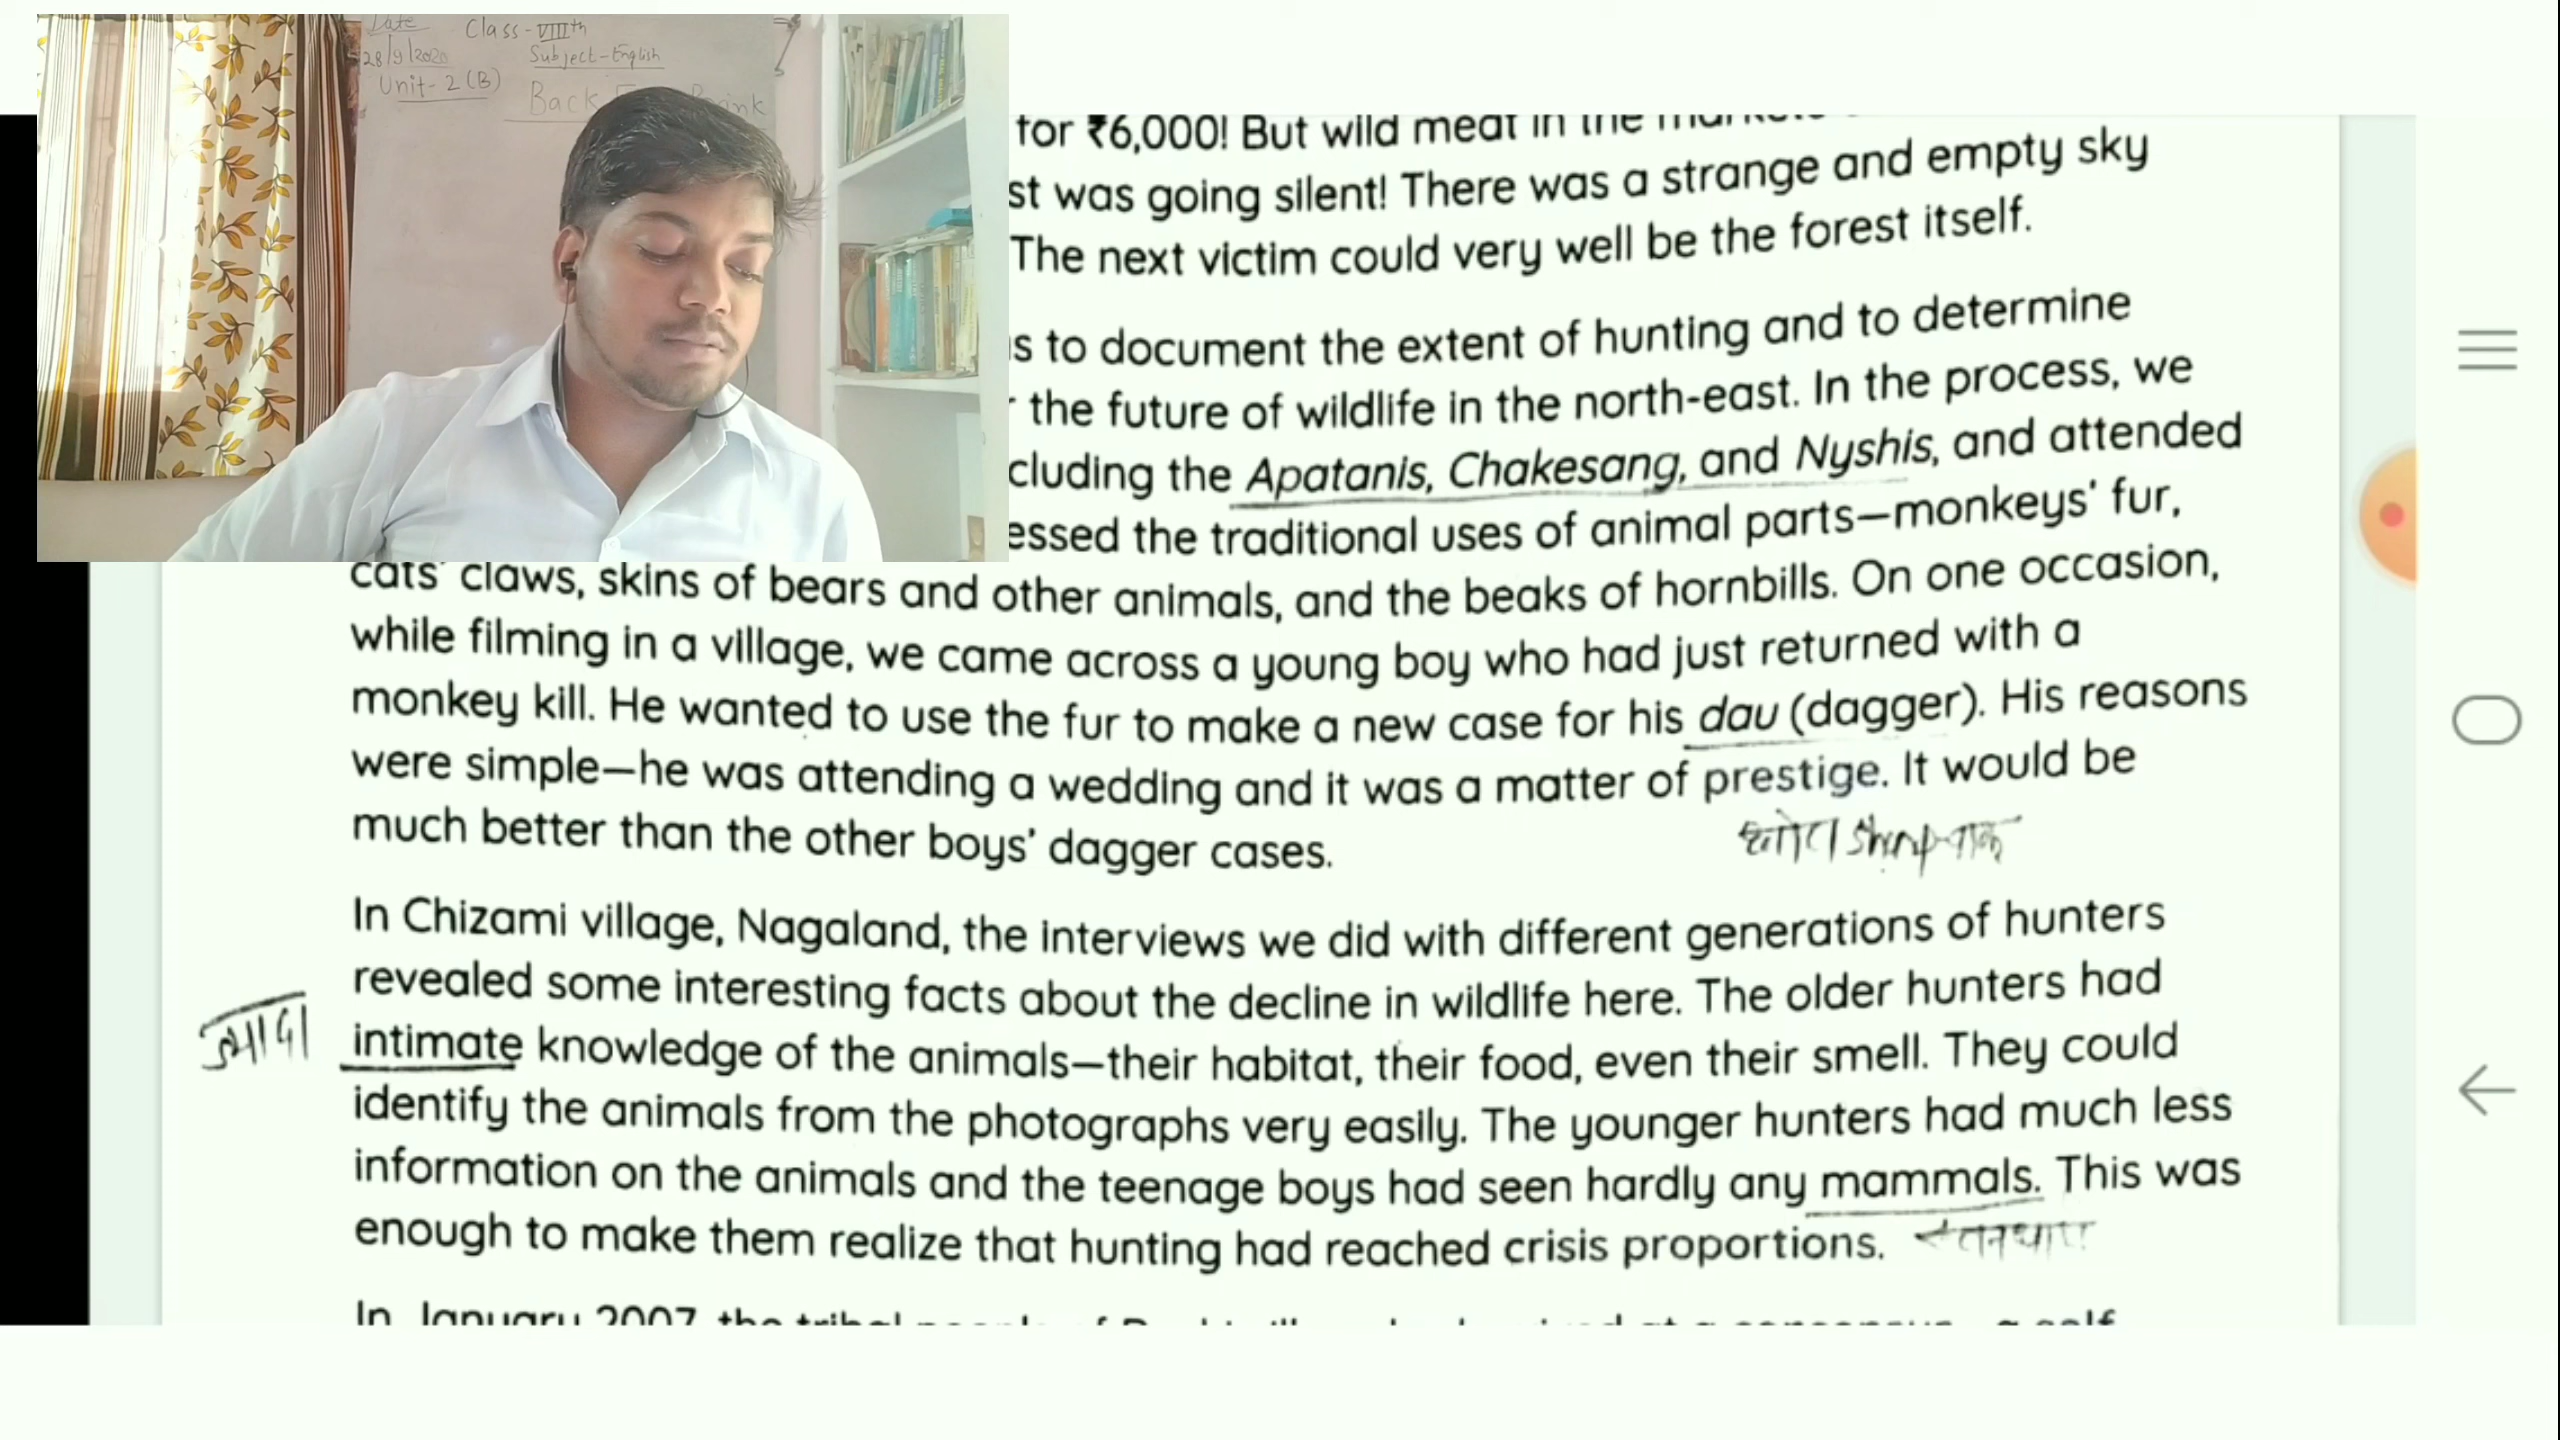 Date
Class-VIIIth
28/9/2020
Subject-English
Unit-2 (B)
Back
for ₹6,000! But wild meat in the
st was going silent! There was a strange and empty sky
The next victim could very well be the forest itself.
s to document the extent of hunting and to determine
the future of wildlife in the north-east. In the process, we
cluding the Apatanis, Chakesang, and Nyshis, and attended
essed the traditional uses of animal parts—monkeys' fur,
cats' claws, skins of bears and other animals, and the beaks of hornbills. On one occasion,
while filming in a village, we came across a young boy who had just returned with a
monkey kill. He wanted to use the fur to make a new case for his dau (dagger). His reasons
were simple—he was attending a wedding and it was a matter of prestige. It would be
much better than the other boys' dagger cases.
In Chizami village, Nagaland, the interviews we did with different generations of hunters
revealed some interesting facts about the decline in wildlife here. The older hunters had
intimate knowledge of the animals—their habitat, their food, even their smell. They could
identify the animals from the photographs very easily. The younger hunters had much less
information on the animals and the teenage boys had seen hardly any mammals. This was
enough to make them realize that hunting had reached crisis proportions.
In January 2007, the tribal